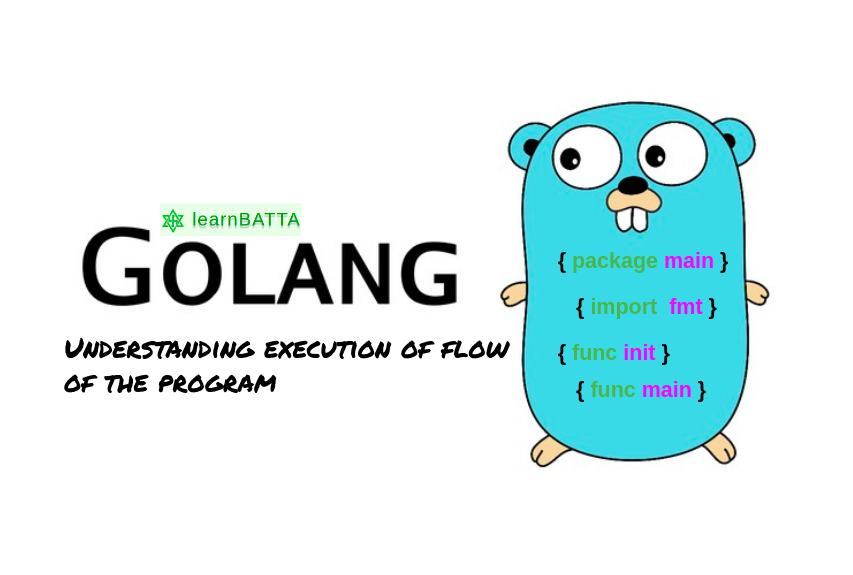 learnBATTA
GOLANG
UNDERSTANDING EXECUTION OF FLOW
OF THE PROGRAM
{ package main }
{ import fmt }
{ func init }
{ func main }